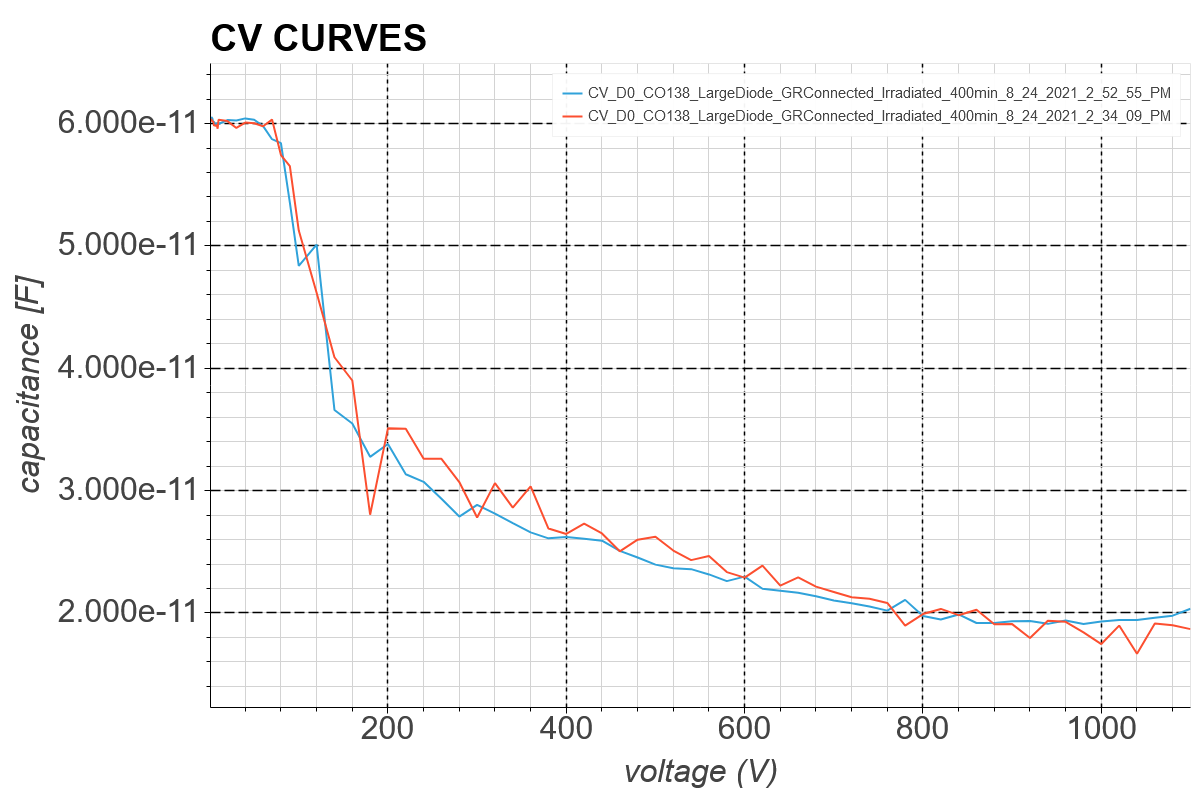 CV CURVES
CV_D0_CO138_LargeDiode_GRConnected_Irradiated_400min_8_24_2021_2_52_55_PM
CV_D0_CO138_LargeDiode_GRConnected_Irradiated_400min_8_24_2021_2_34_09_PM
6.000e-11
5.000e-11
4.000e-11
3.000e-11
2.000e-11
capacitance [F]
200 400 600 800 1000
voltage (V)